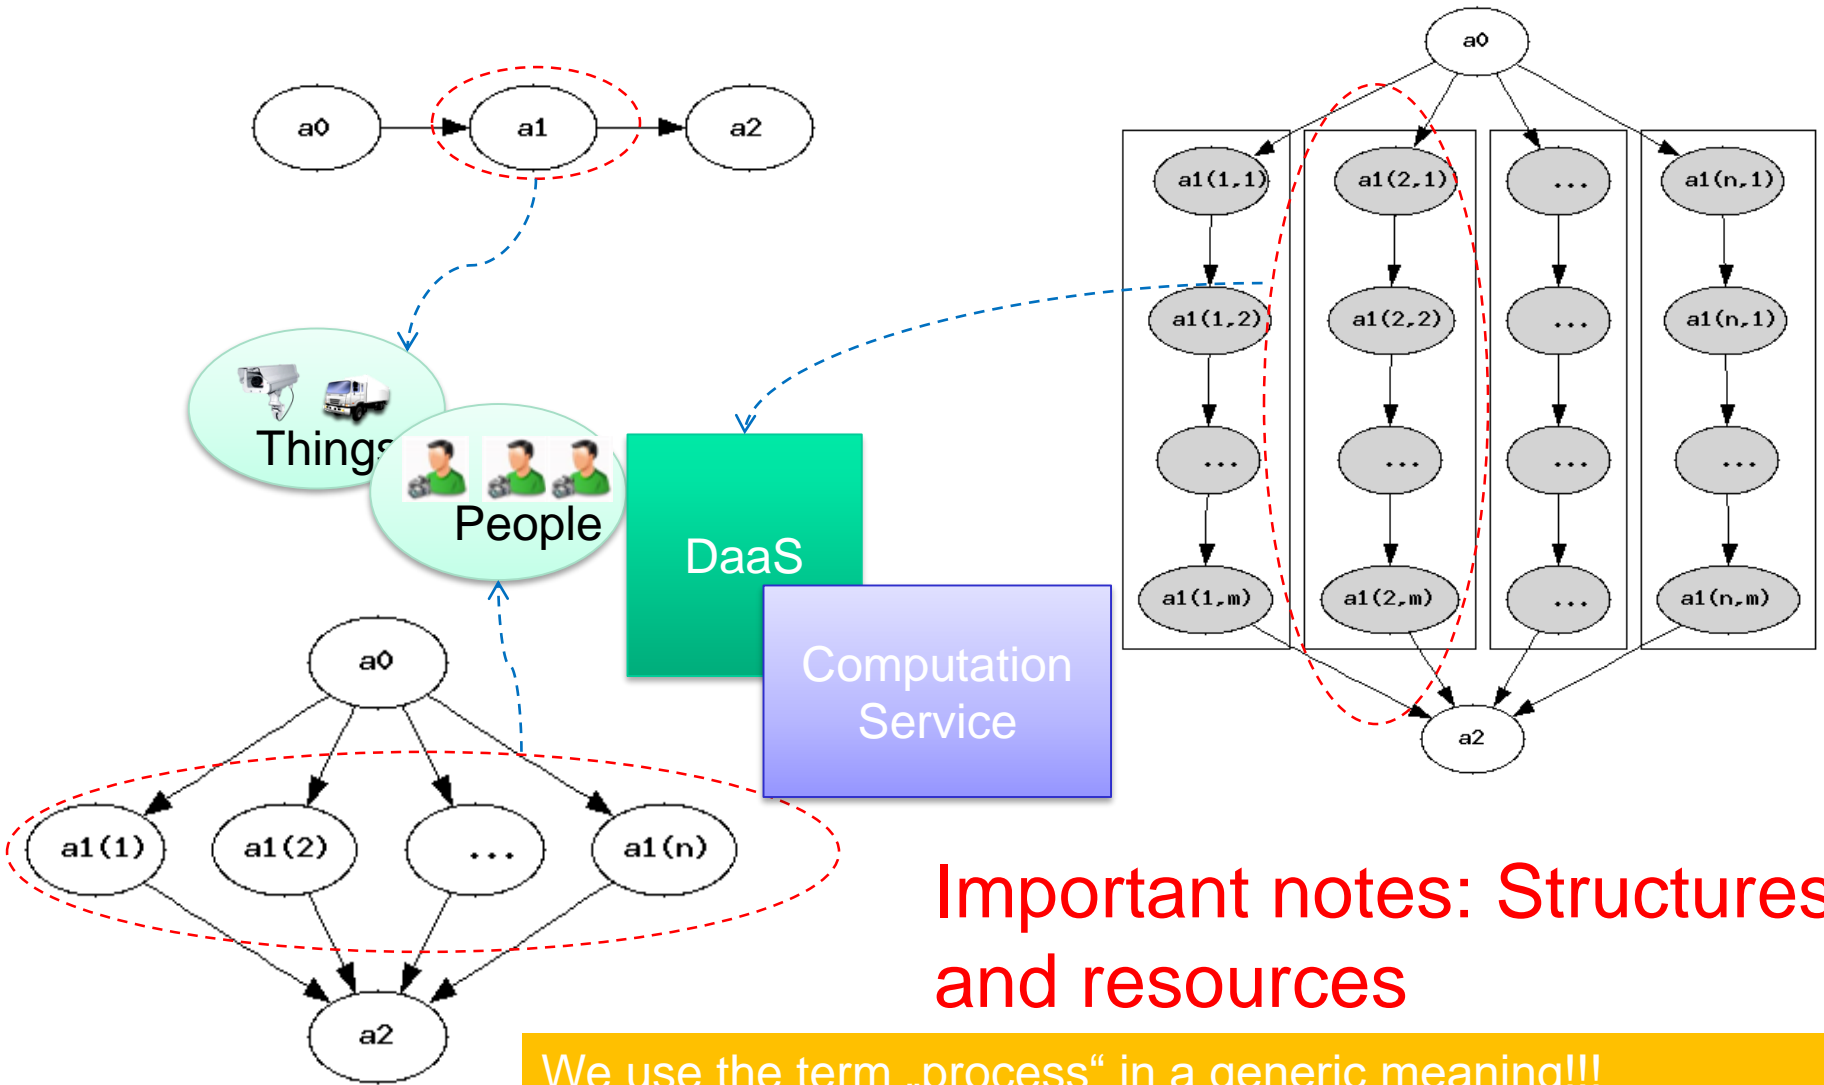 a0
a1
a2
a0
a1(1,1)
a1(2,1)
...
a1(n,1)
a1(1,2)
a1(2,2)
...
a1(n,1)
...
...
...
...
a1(1,m)
a1(2,m)
...
a1(n,m)
a2
Things
People
DaaS
Computation
Service
a0
a1(1)
a1(2)
...
a1(n)
a2
Important notes: Structures
and resources
We use the term „process“ in a generic meaning!!!